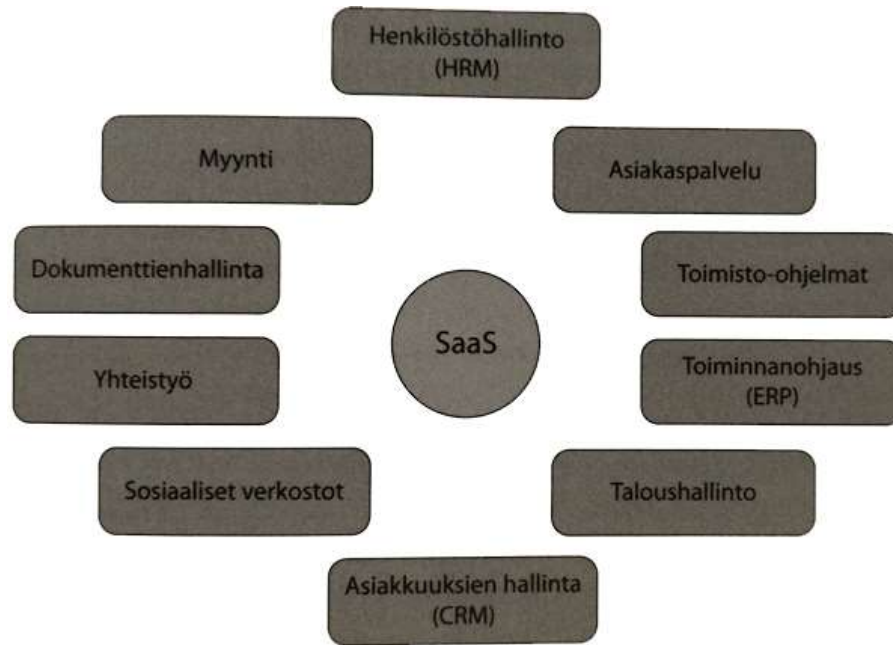 Henkilöstöhallinto
(HRM)
Myynti
Asiakaspalvelu
Dokumenttienhallinta
Toimisto-ohjelmat
SaaS
Yhteistyö
Toiminnanohjaus
(ERP)
Sosiaaliset verkostot
Taloushallinto
Asiakkuuksien hallinta
(CRM)